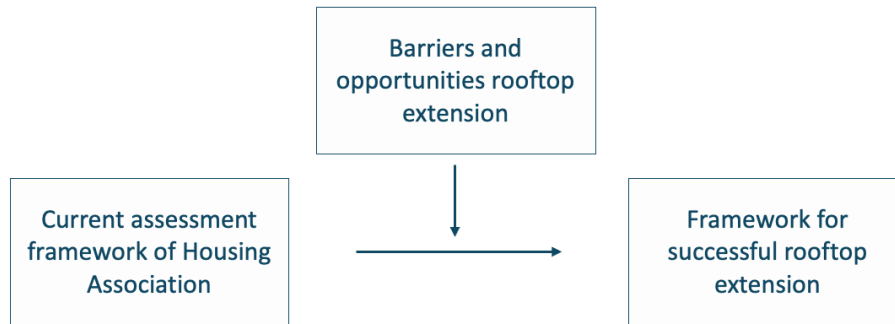 Barriers and
opportunities rooftop
extension
Current assessment
framework of Housing
Association
Framework for
successful rooftop
extension